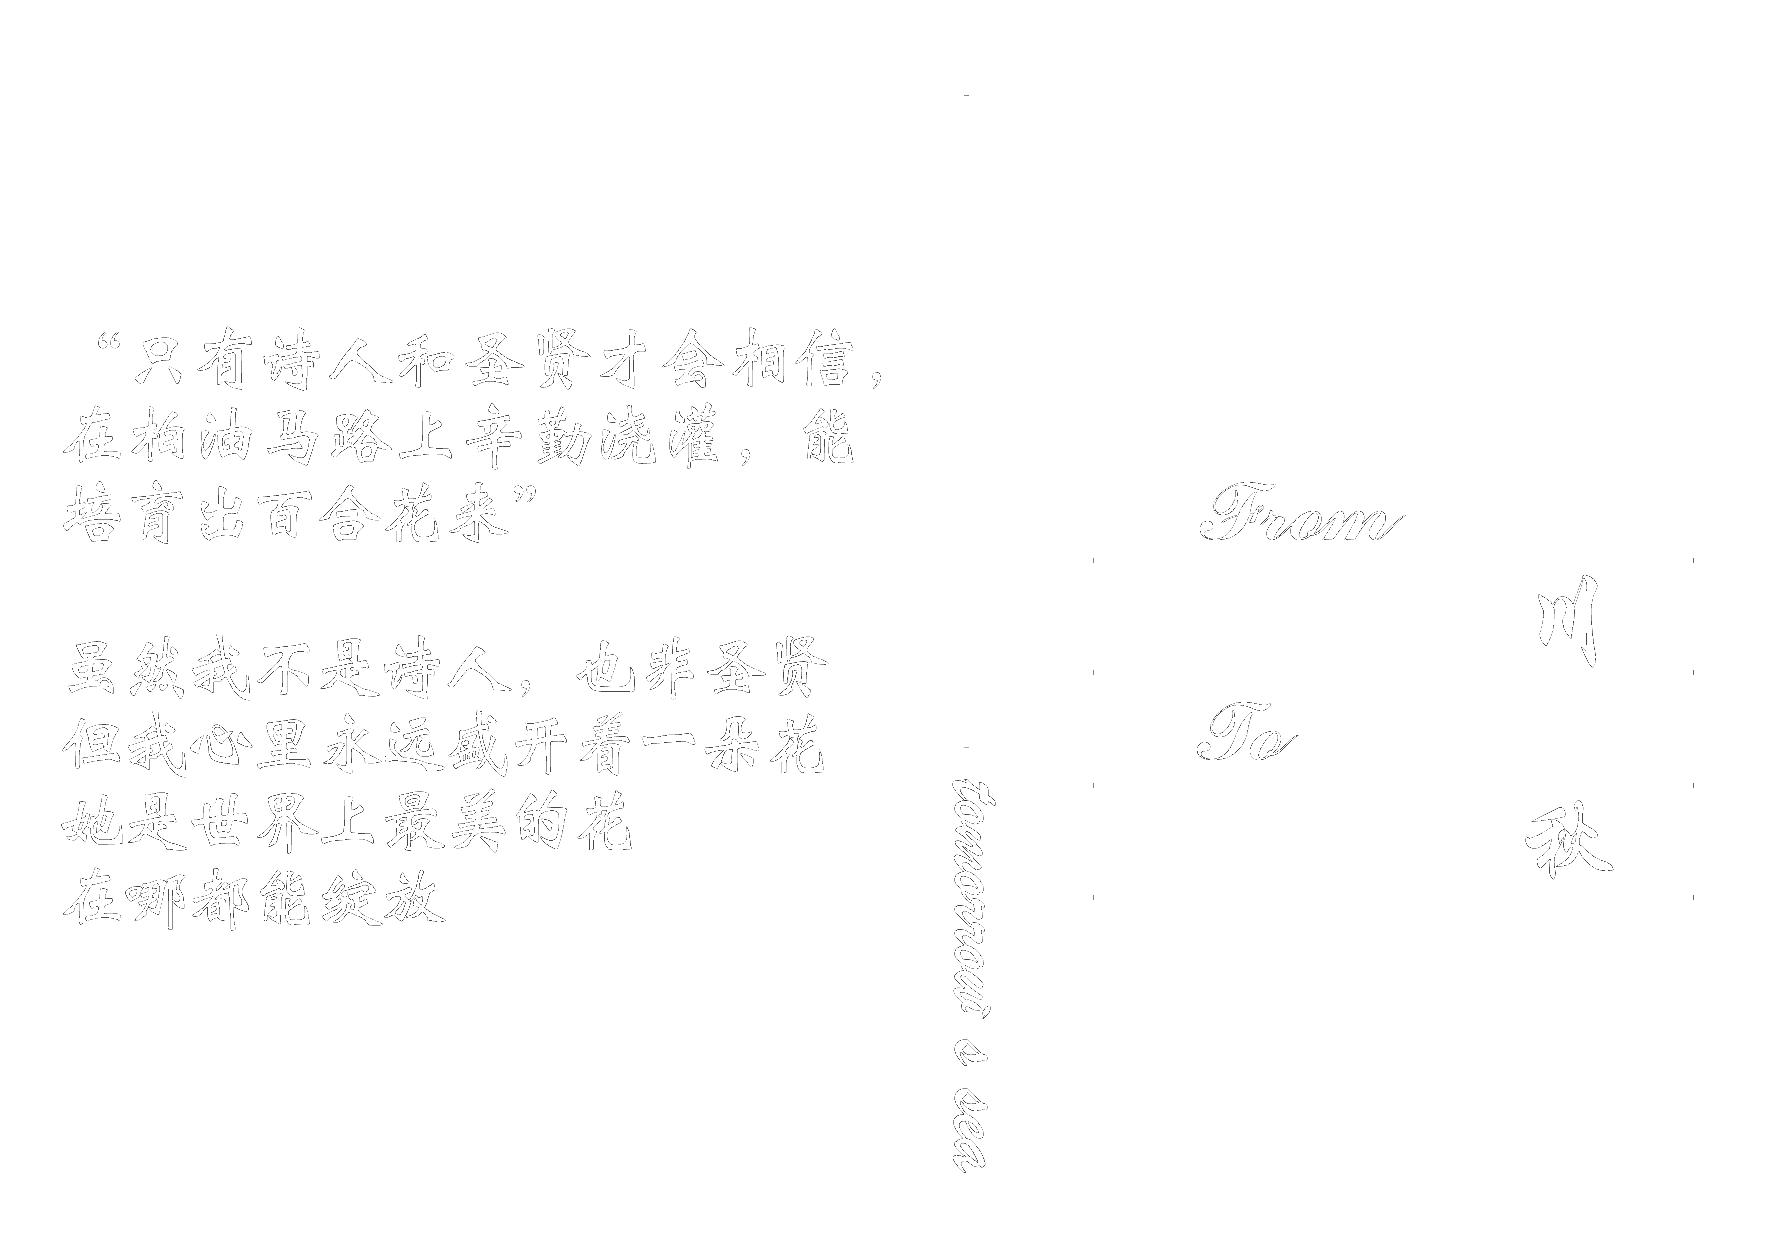 “只有诗人和圣贤才会相信，
在柏油马路上辛勤浇灌，能
培育出百合花来”
虽然我不是诗人，也非圣贤
但我心里永远盛开着一朵花
她是世界上最美的花
在哪都能绽放
tomorrow' s sea
From
川
To
秋